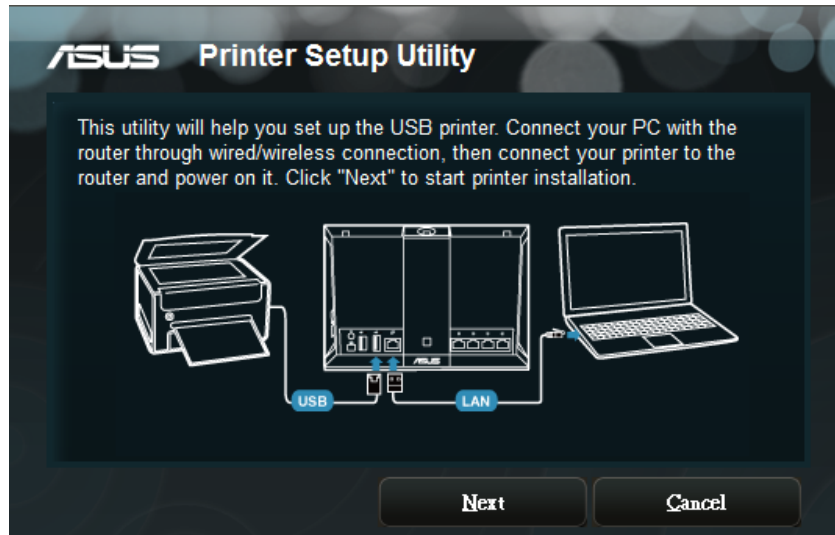 ASUS Printer Setup Utility
This utility will help you set up the USB printer. Connect your PC with the
router through wired/wireless connection, then connect your printer to the
router and power on it. Click "Next" to start printer installation.
ASUS
USB
LAN
Next
Cancel